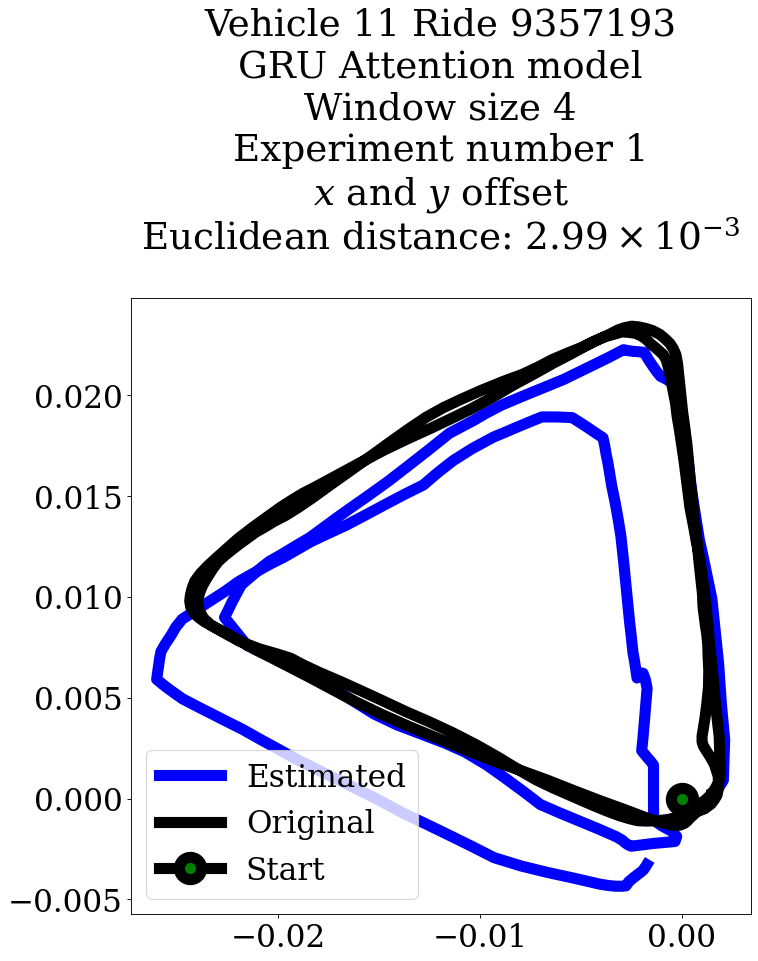 Vehicle 11 Ride 9357193
GRU Attention model
Window size 4
Experiment number 1
x and y offset
Euclidean distance: 2.99 × 10⁻³
0.020
0.015
0.010
0.005
0.000
−0.005
Estimated
Original
Start
−0.02
−0.01
0.00